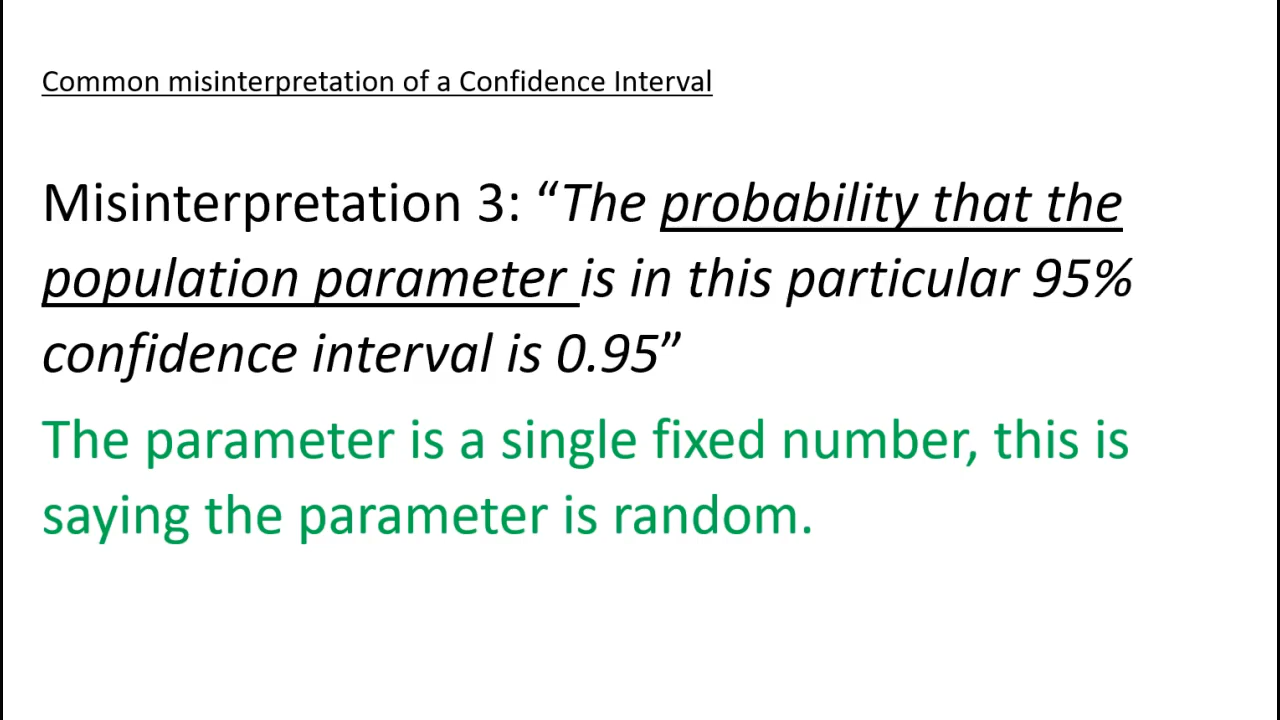 Common misinterpretation of a Confidence Interval
Misinterpretation 3: “The probability that the
population parameter is in this particular 95%
confidence interval is 0.95”
The parameter is a single fixed number, this is
saying the parameter is random.